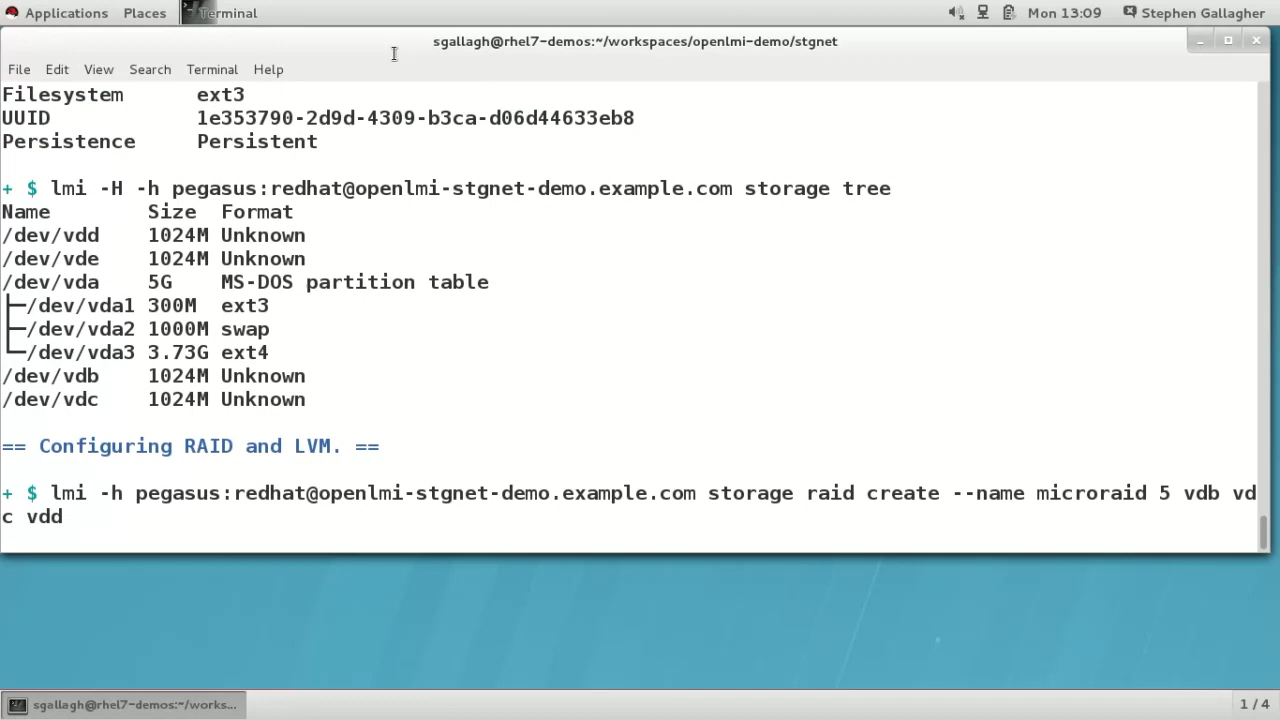 Applications Places Terminal Mon 13:09 Stephen Gallagher
sgallagh@rhel7-demos:~/workspaces/openlmi-demo/stgnet
File Edit View Search Terminal Help
Filesystem ext3
UUID 1e353790-2d9d-4309-b3ca-d06d44633eb8
Persistence Persistent
+ $ lmi -H -h pegasus:redhat@openlmi-stgnet-demo.example.com storage tree
Name Size Format
/dev/vdd 1024M Unknown
/dev/vde 1024M Unknown
/dev/vda 5G MS-DOS partition table
├─/dev/vda1 300M ext3
├─/dev/vda2 1000M swap
└─/dev/vda3 3.73G ext4
/dev/vdb 1024M Unknown
/dev/vdc 1024M Unknown
== Configuring RAID and LVM. ==
+ $ lmi -h pegasus:redhat@openlmi-stgnet-demo.example.com storage raid create --name microraid 5 vdb vd
c vdd
sgallagh@rhel7-demos:~/works...
1 / 4